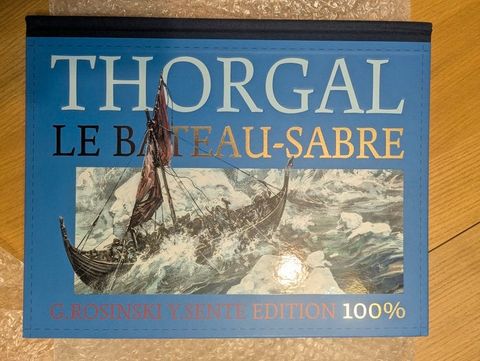 THORGAL
LE BATEAU-SABRE
G.ROSINSKI Y.SENTE EDITION 100%